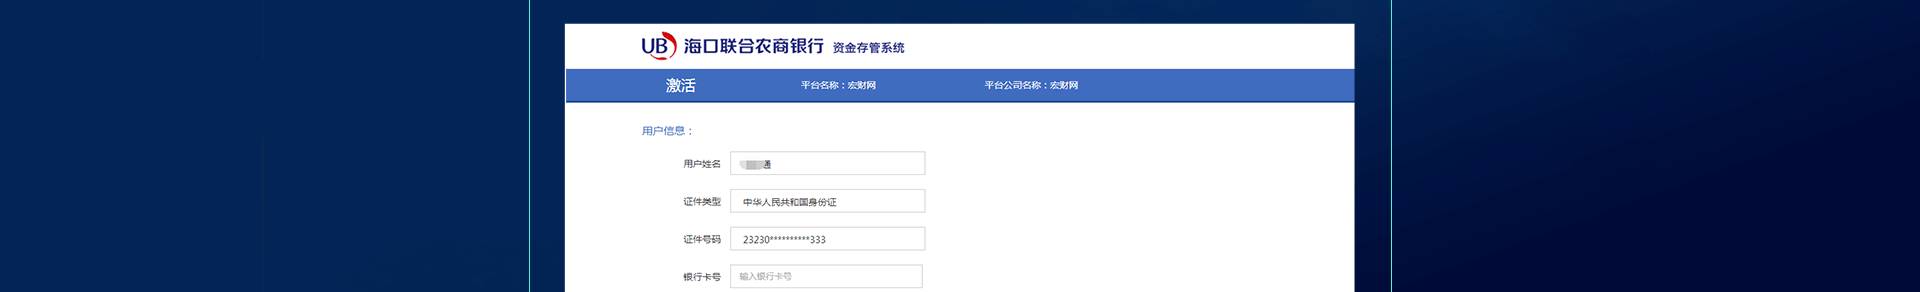 UB 海口联合农商银行 资金存管系统
激活 平台名称：宏财网 平台公司名称：宏财网
用户信息：
用户姓名 通
证件类型 中华人民共和国身份证
证件号码 23230**********333
银行卡号 输入银行卡号